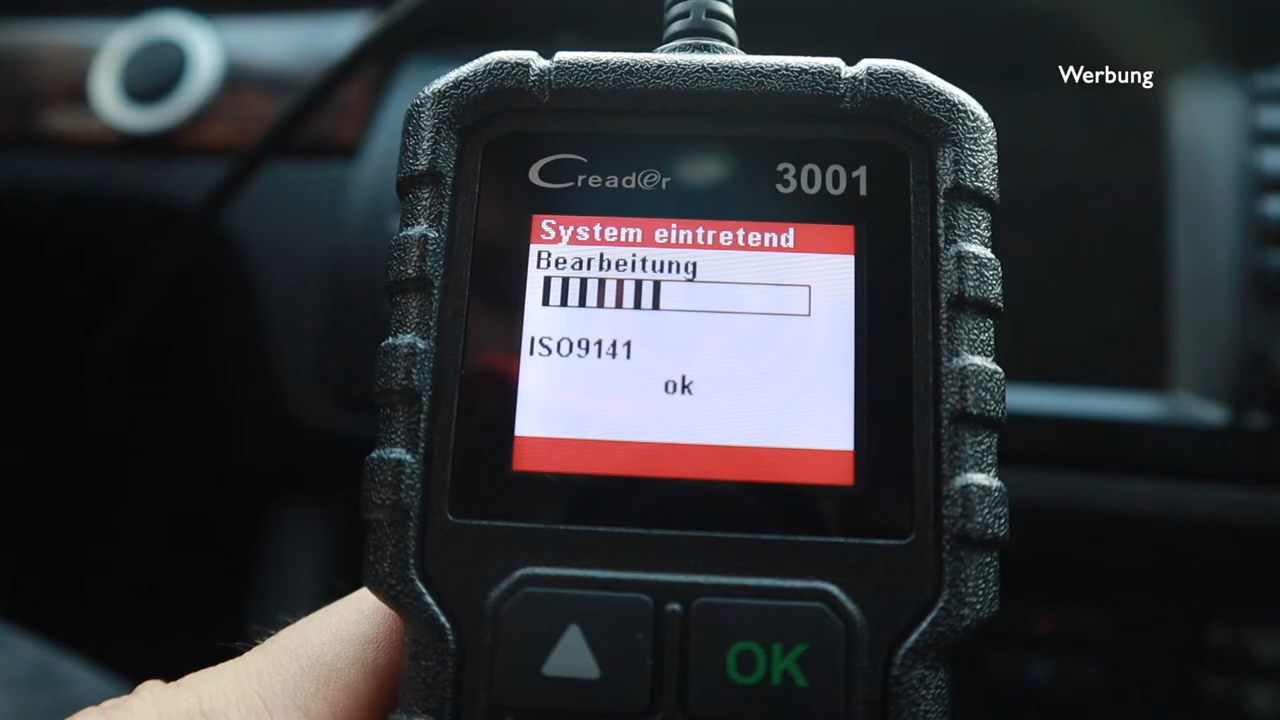 Werbung
Creader 3001
System eintretend
Bearbeitung
ISO9141
ok
OK